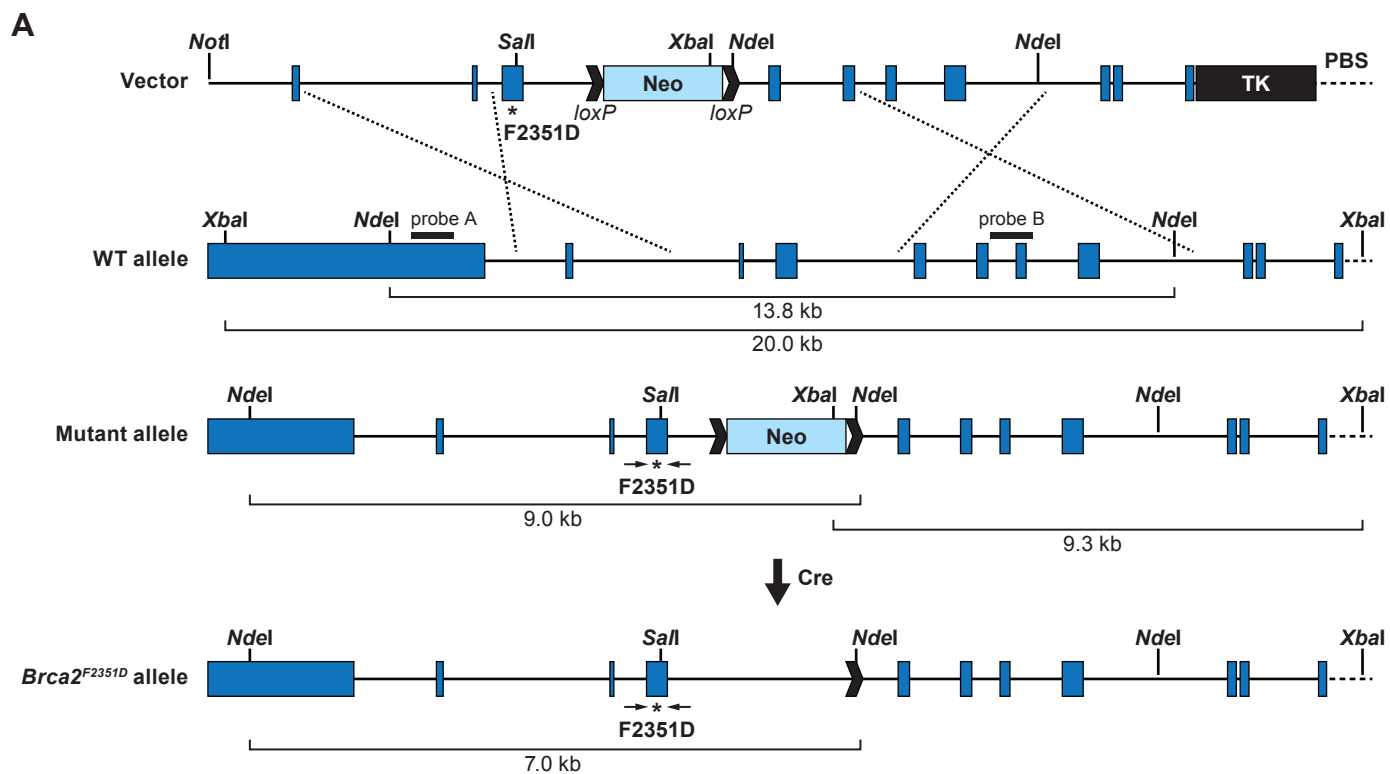 A
NotI SalI XbaI NdeI NdeI PBS
Vector Neo TK
* loxP loxP
F2351D
XbaI NdeI probe A probe B NdeI XbaI
WT allele
13.8 kb
20.0 kb
NdeI SalI XbaI NdeI NdeI XbaI
Mutant allele Neo
*
F2351D
9.0 kb
9.3 kb
Cre
NdeI SalI NdeI NdeI XbaI
Brca2F2351D allele
*
F2351D
7.0 kb